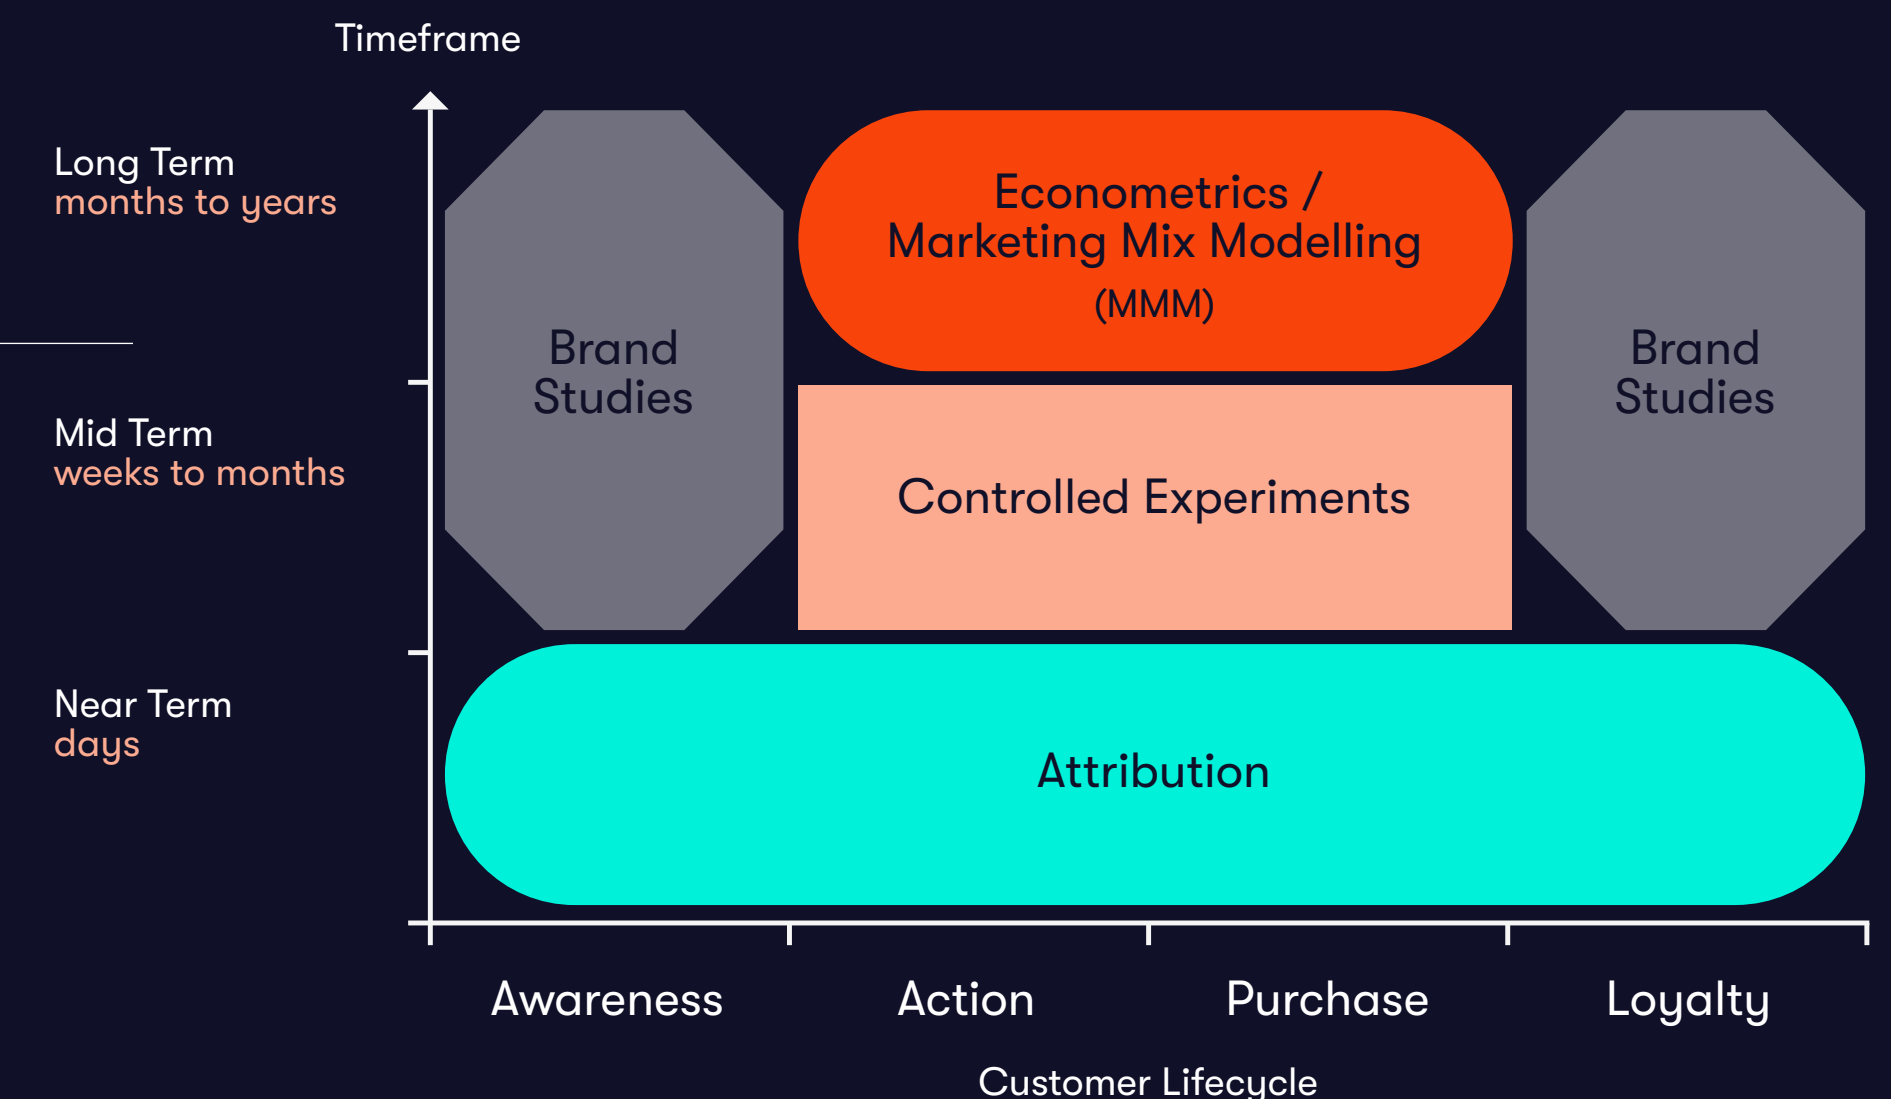 Timeframe
Long Term
months to years
Mid Term
weeks to months
Near Term
days
Brand
Studies
Econometrics /
Marketing Mix Modelling
(MMM)
Controlled Experiments
Brand
Studies
Attribution
Awareness
Action
Purchase
Loyalty
Customer Lifecycle